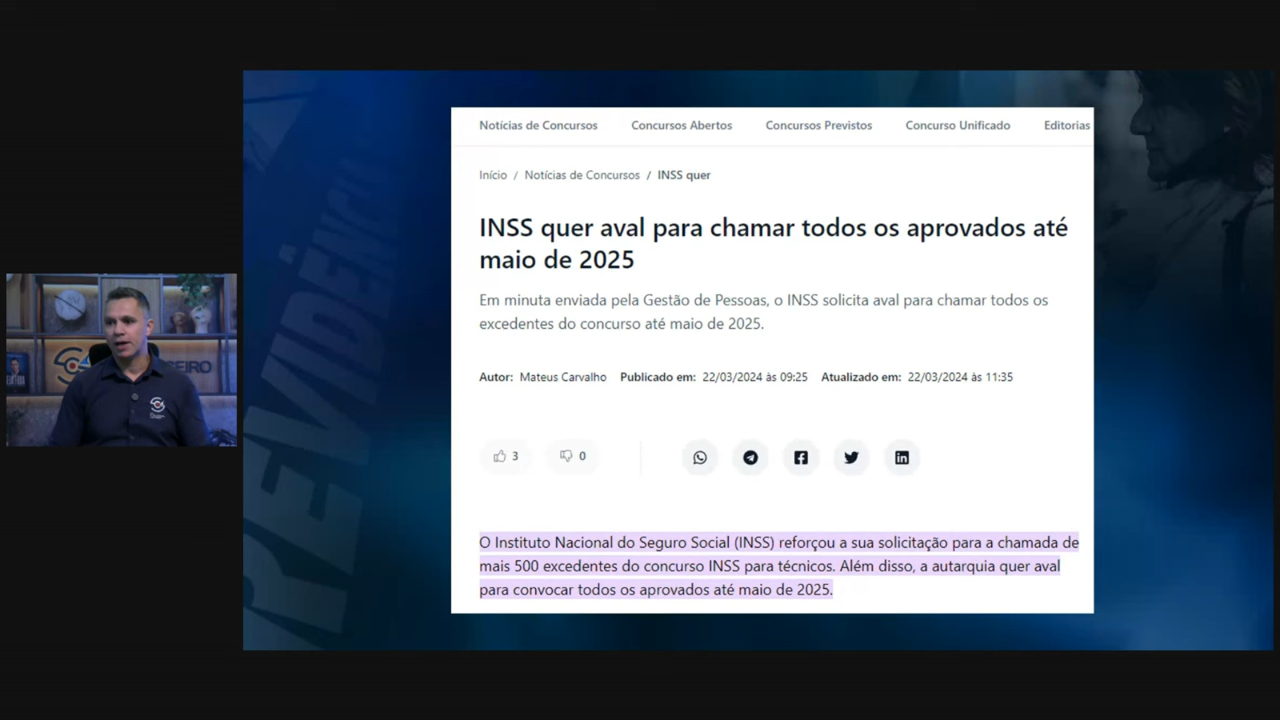 Notícias de Concursos Concursos Abertos Concursos Previstos Concurso Unificado Editorias
Início / Notícias de Concursos / INSS quer
INSS quer aval para chamar todos os aprovados até
maio de 2025
Em minuta enviada pela Gestão de Pessoas, o INSS solicita aval para chamar todos os
excedentes do concurso até maio de 2025.
Autor: Mateus Carvalho Publicado em: 22/03/2024 às 09:25 Atualizado em: 22/03/2024 às 11:35
3 0
O Instituto Nacional do Seguro Social (INSS) reforçou a sua solicitação para a chamada de
mais 500 excedentes do concurso INSS para técnicos. Além disso, a autarquia quer aval
para convocar todos os aprovados até maio de 2025.